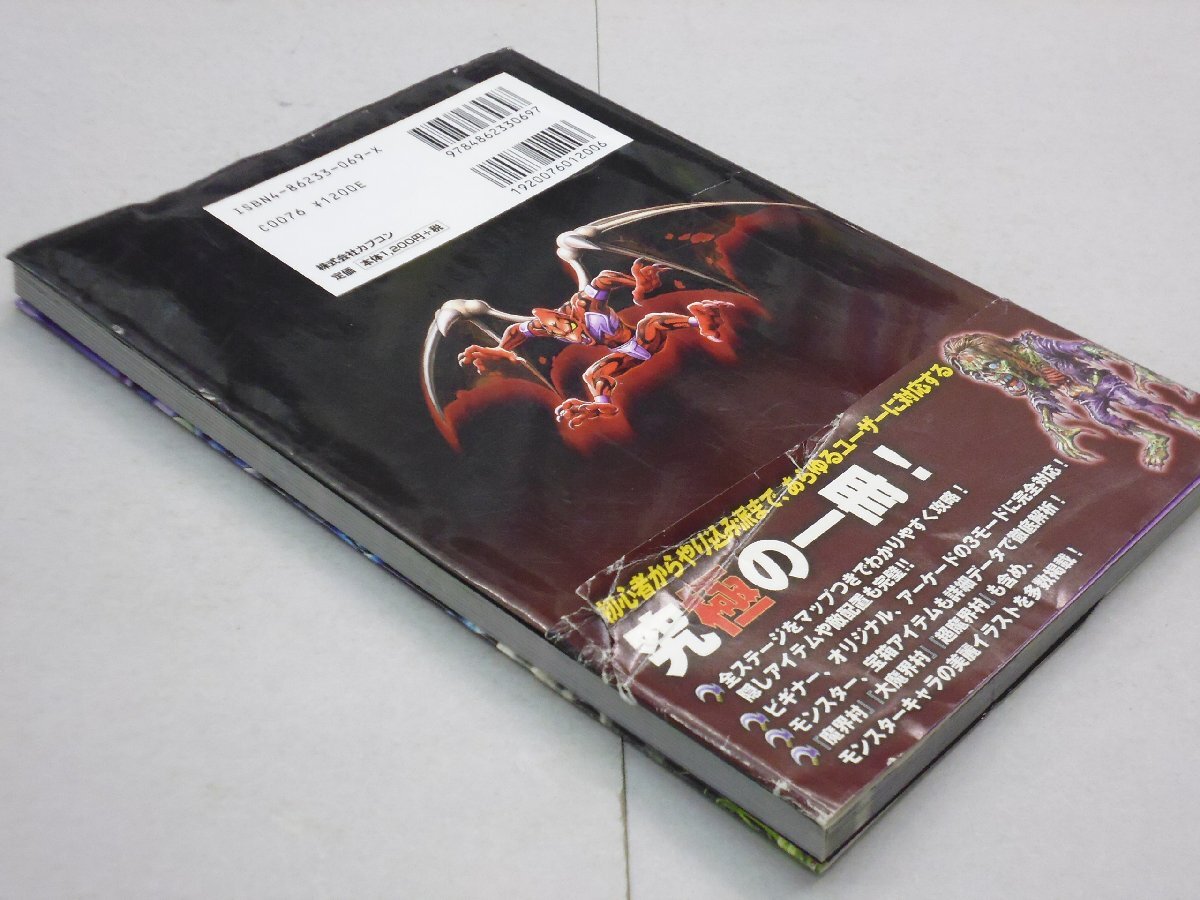 9784862330697
1920076012006
ISBN4-86233-069-X
C0076 ¥1200E
株式会社カプコン
定価 本体1,200円+税
初心者からやり込み派まで、あらゆるユーザーに対応する
究極の一冊!
全ステージをマップつきでわかりやすく攻略!
隠しアイテムや敵配置も完璧!!
ビギナー、オリジナル、アーケードの3モードに完全対応!
モンスター、宝箱アイテムも詳細データで徹底解析!
『魔界村』『大魔界村』『超魔界村』も含め、
モンスターキャラの美麗イラストを多数掲載!